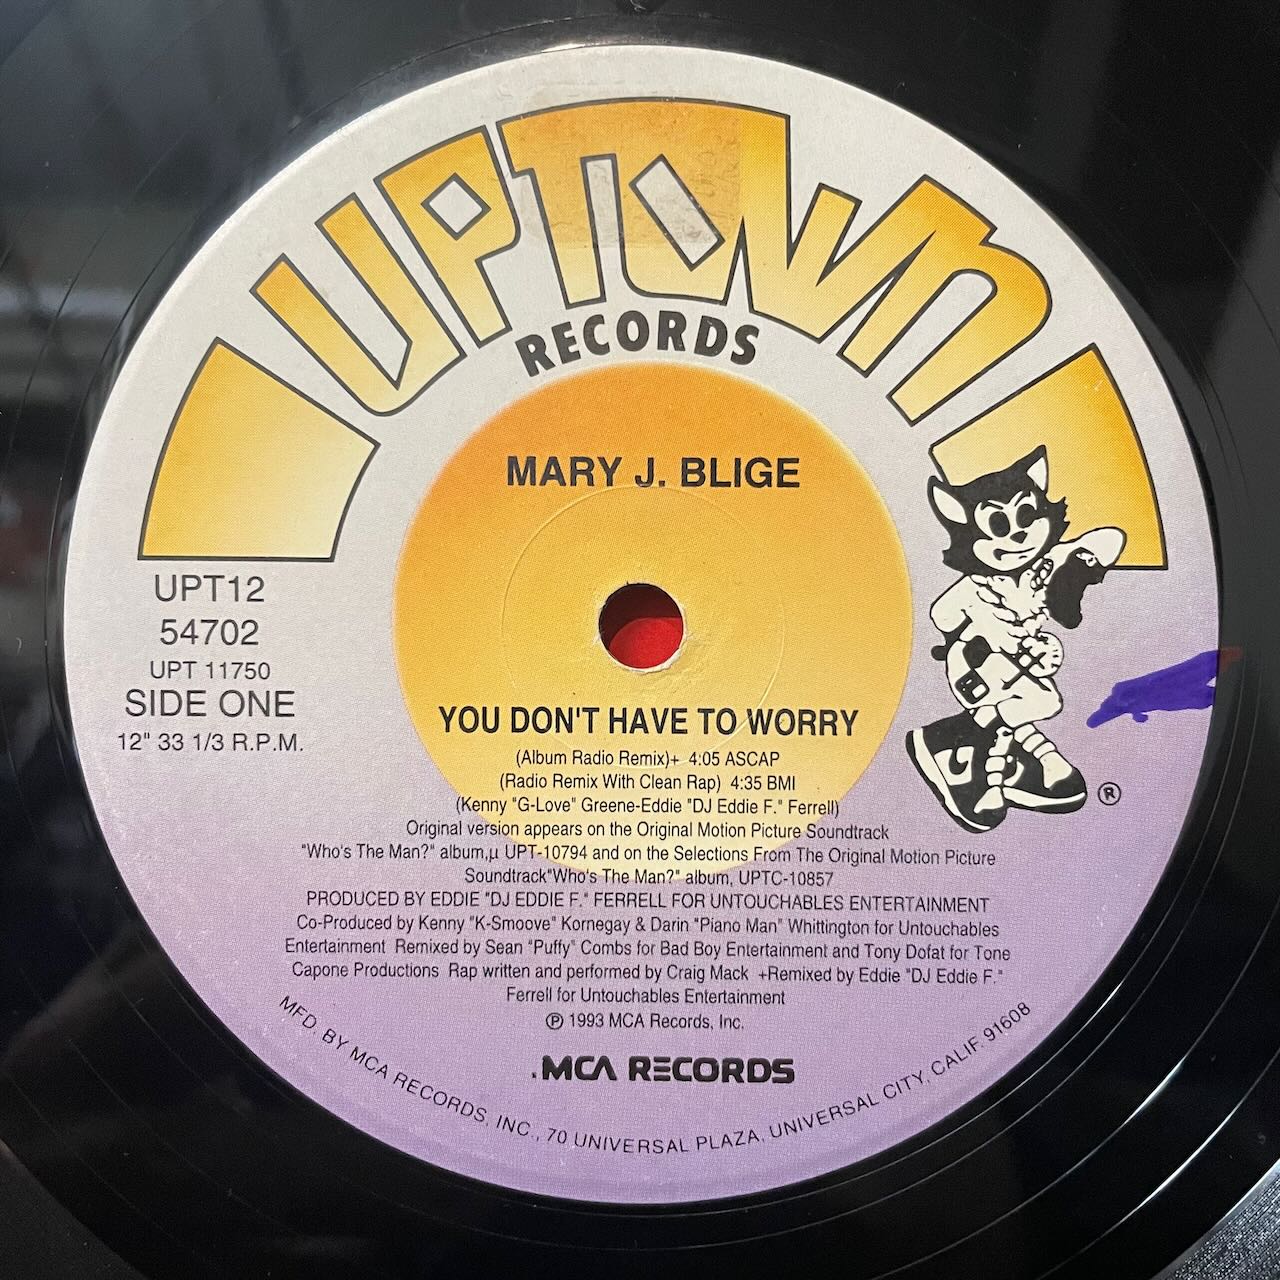 UPTOWN
RECORDS
MARY J. BLIGE
UPT12
54702
UPT 11750
SIDE ONE
12" 33 1/3 R.P.M.
YOU DON'T HAVE TO WORRY
(Album Radio Remix)+ 4:05 ASCAP
(Radio Remix With Clean Rap) 4:35 BMI
(Kenny "G-Love" Greene-Eddie "DJ Eddie F." Ferrell)
Original version appears on the Original Motion Picture Soundtrack
"Who's The Man?" album,µ UPT-10794 and on the Selections From The Original Motion Picture
Soundtrack"Who's The Man?" album, UPTC-10857
PRODUCED BY EDDIE "DJ EDDIE F." FERRELL FOR UNTOUCHABLES ENTERTAINMENT
Co-Produced by Kenny "K-Smoove" Kornegay & Darin "Piano Man" Whittington for Untouchables
Entertainment Remixed by Sean "Puffy" Combs for Bad Boy Entertainment and Tony Dofat for Tone
Capone Productions Rap written and performed by Craig Mack +Remixed by Eddie "DJ Eddie F."
Ferrell for Untouchables Entertainment
℗ 1993 MCA Records, Inc.
.MCA RECORDS
MFD. BY MCA RECORDS, INC., 70 UNIVERSAL PLAZA, UNIVERSAL CITY, CALIF. 91608
®